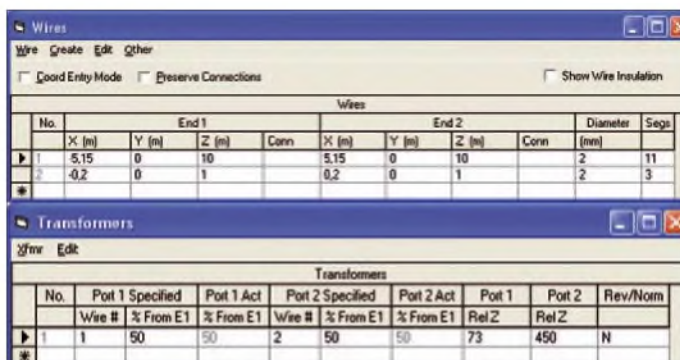 Wires
Wire Create Edit Other
Coord Entry Mode Preserve Connections Show Wire Insulation
Wires
No. End 1 End 2 Diameter Segs
X (m) Y (m) Z (m) Conn X (m) Y (m) Z (m) Conn (mm)
1 5,15 0 10 5,15 0 10 2 11
2 -0,2 0 1 0,2 0 1 2 3
Transformers
Xfmr Edit
Transformers
No. Port 1 Specified Port 1 Act Port 2 Specified Port 2 Act Port 1 Port 2 Rev/Norm
Wire # % From E1 % From E1 Wire # % From E1 % From E1 Rel Z Rel Z
1 1 50 50 2 50 50 73 450 N